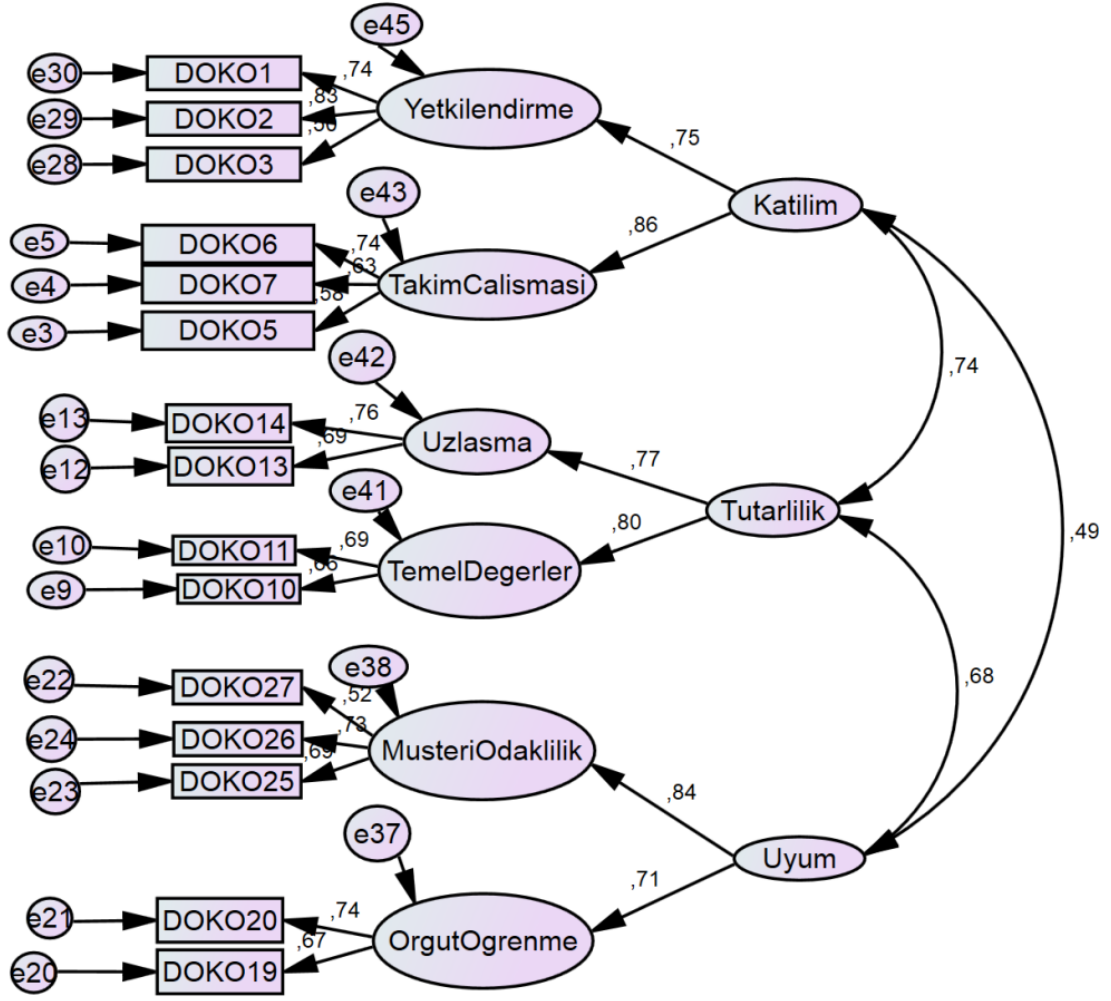 e45
e30
DOKO1
,74
Yetkilendirme
e29
DOKO2
,83
e28
DOKO3
,75
Katilim
e43
e5
DOKO6
,74
,86
e4
DOKO7
,63
TakimCalismasi
e3
DOKO5
,58
,74
e42
e13
DOKO14
,76
Uzlasma
e12
DOKO13
,69
,77
e41
Tutarlilik
e10
DOKO11
,69
,80
TemelDegerler
e9
DOKO10
,49
e38
e22
DOKO27
,52
,68
e24
DOKO26
,73
MusteriOdaklilik
e23
DOKO25
,69
,84
e37
Uyum
,71
e21
DOKO20
,74
OrgutOgrenme
e20
DOKO19
,67